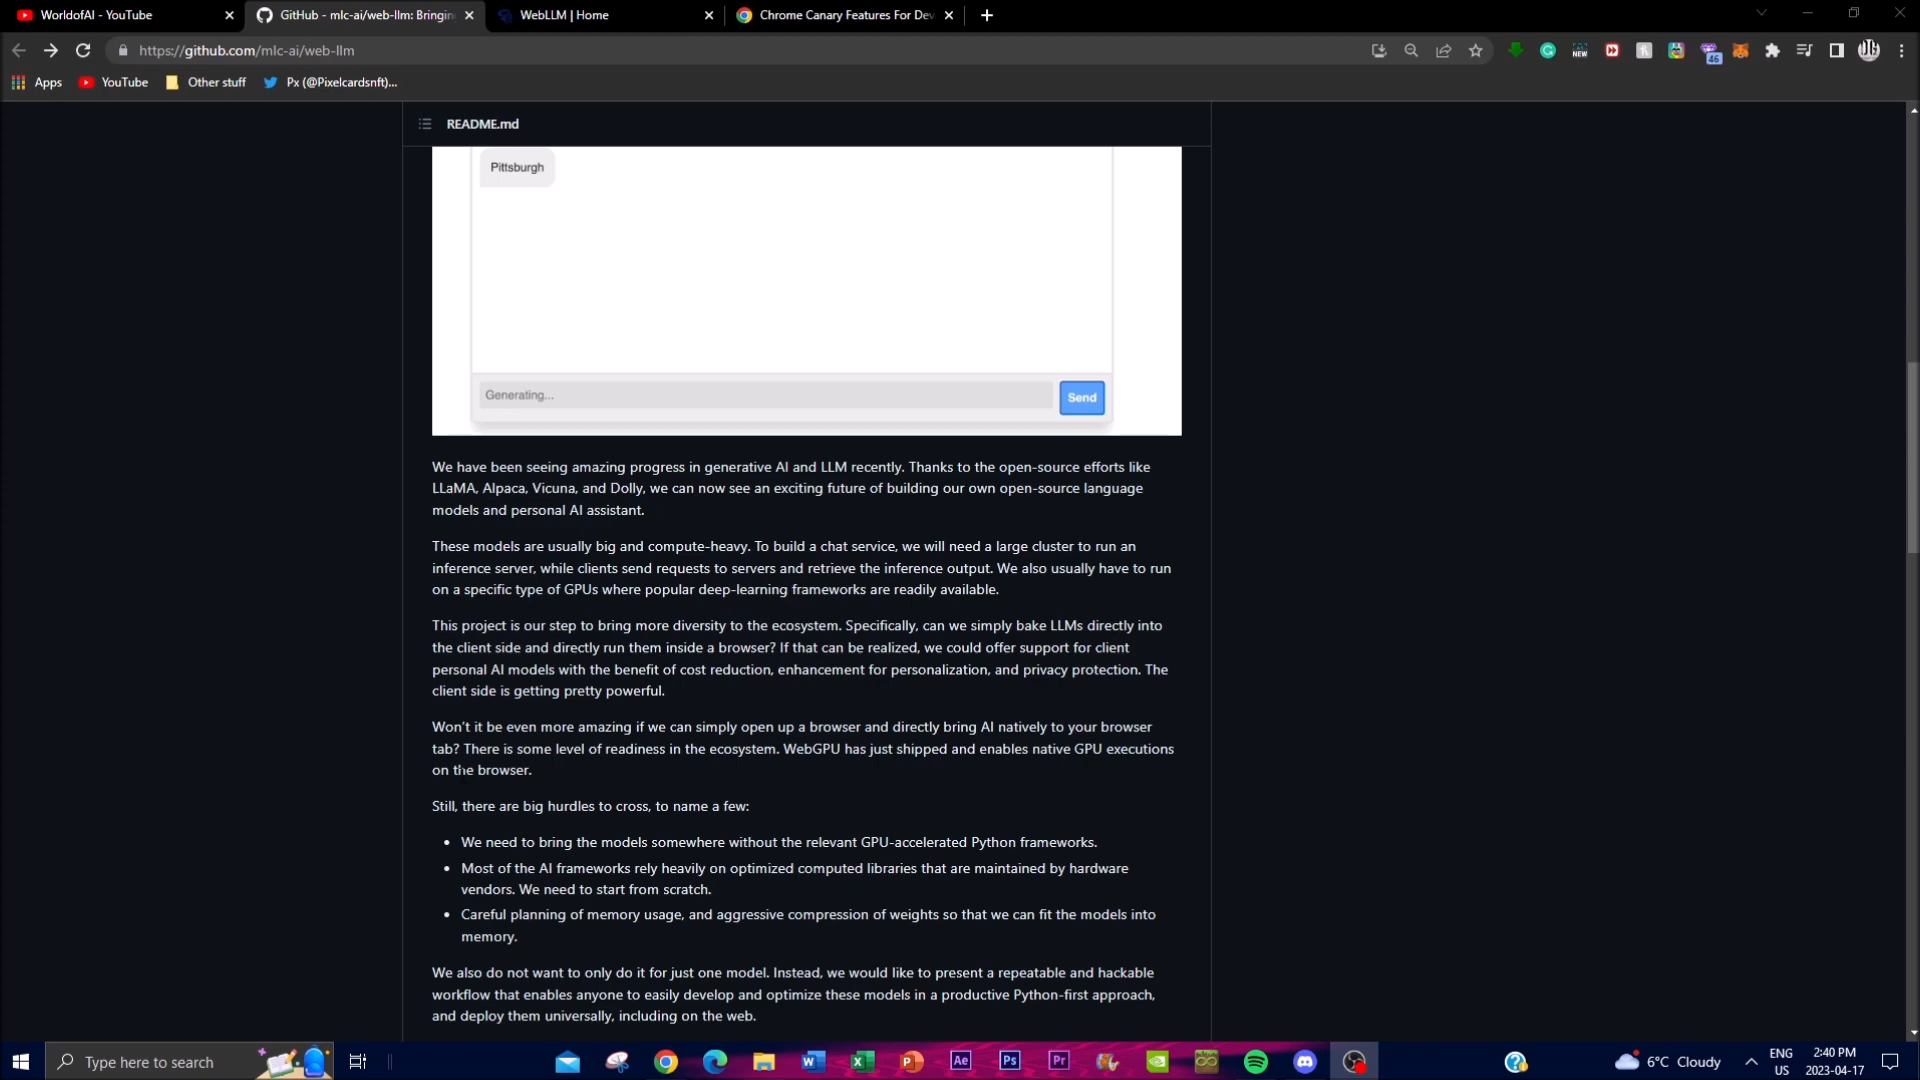 WorldofAI - YouTube
GitHub - mlc-ai/web-llm: Bringin
WebLLM | Home
Chrome Canary Features For Dev
https://github.com/mlc-ai/web-llm
NEW
46
Apps
YouTube
Other stuff
Px (@Pixelcardsnft)...
README.md
Pittsburgh
Generating...
Send
We have been seeing amazing progress in generative AI and LLM recently. Thanks to the open-source efforts like
LLaMA, Alpaca, Vicuna, and Dolly, we can now see an exciting future of building our own open-source language
models and personal AI assistant.
These models are usually big and compute-heavy. To build a chat service, we will need a large cluster to run an
inference server, while clients send requests to servers and retrieve the inference output. We also usually have to run
on a specific type of GPUs where popular deep-learning frameworks are readily available.
This project is our step to bring more diversity to the ecosystem. Specifically, can we simply bake LLMs directly into
the client side and directly run them inside a browser? If that can be realized, we could offer support for client
personal AI models with the benefit of cost reduction, enhancement for personalization, and privacy protection. The
client side is getting pretty powerful.
Won't it be even more amazing if we can simply open up a browser and directly bring AI natively to your browser
tab? There is some level of readiness in the ecosystem. WebGPU has just shipped and enables native GPU executions
on the browser.
Still, there are big hurdles to cross, to name a few:
• We need to bring the models somewhere without the relevant GPU-accelerated Python frameworks.
• Most of the AI frameworks rely heavily on optimized computed libraries that are maintained by hardware
vendors. We need to start from scratch.
• Careful planning of memory usage, and aggressive compression of weights so that we can fit the models into
memory.
We also do not want to only do it for just one model. Instead, we would like to present a repeatable and hackable
workflow that enables anyone to easily develop and optimize these models in a productive Python-first approach,
and deploy them universally, including on the web.
Type here to search
Ae
Ps
Pr
6°C Cloudy
ENG
US
2:40 PM
2023-04-17